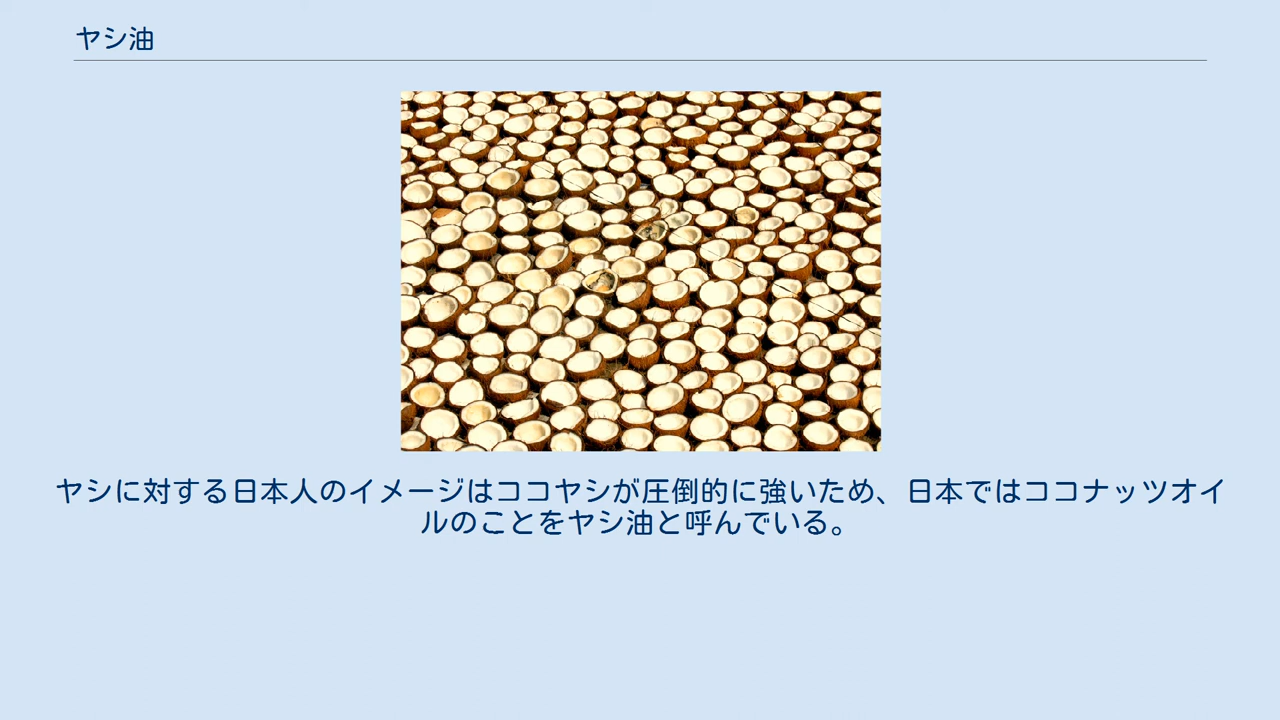 ヤシ油
ヤシに対する日本人のイメージはココヤシが圧倒的に強いため、日本ではココナッツオイ
ルのことをヤシ油と呼んでいる。